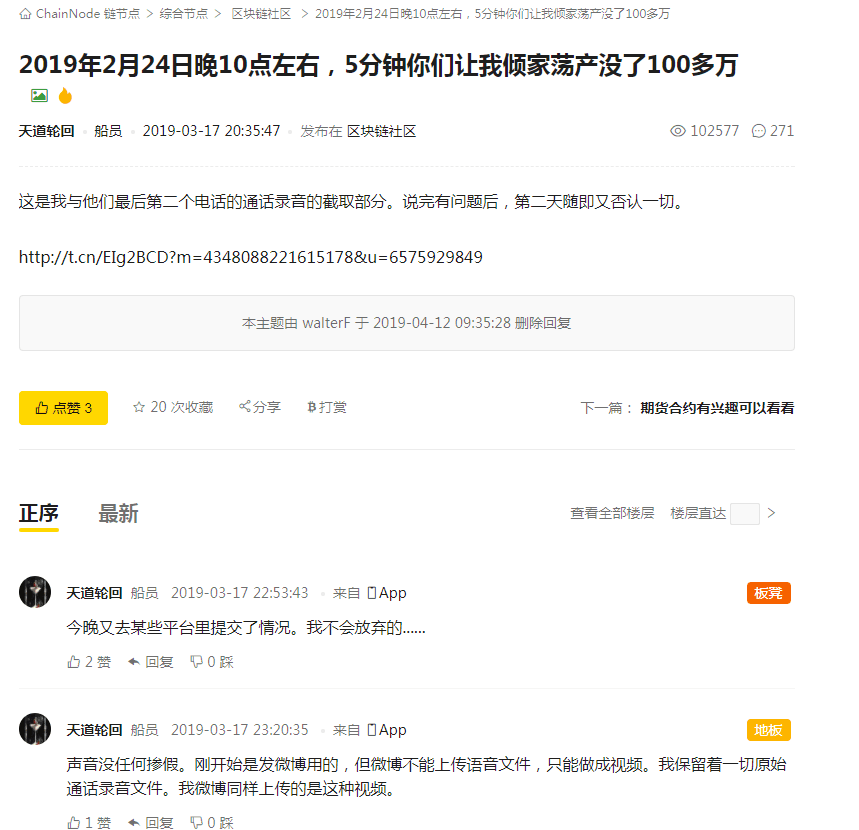 ChainNode 链节点 > 综合节点 > 区块链社区 > 2019年2月24日晚10点左右，5分钟你们让我倾家荡产没了100多万
2019年2月24日晚10点左右，5分钟你们让我倾家荡产没了100多万
天道轮回 船员 2019-03-17 20:35:47 发布在 区块链社区 102577 271
这是我与他们最后第二个电话的通话录音的截取部分。说完有问题后，第二天随即又否认一切。
http://t.cn/EIg2BCD?m=4348088221615178&u=6575929849
本主题由 walterF 于 2019-04-12 09:35:28 删除回复
点赞 3 20 次收藏 分享 打赏 下一篇： 期货合约有兴趣可以看看
正序 最新 查看全部楼层 楼层直达 >
天道轮回 船员 2019-03-17 22:53:43 来自 App 板凳
今晚又去某些平台里提交了情况。我不会放弃的......
2 赞 回复 0 踩
天道轮回 船员 2019-03-17 23:20:35 来自 App 地板
声音没任何掺假。刚开始是发微博用的，但微博不能上传语音文件，只能做成视频。我保留着一切原始
通话录音文件。我微博同样上传的是这种视频。
1 赞 回复 0 踩